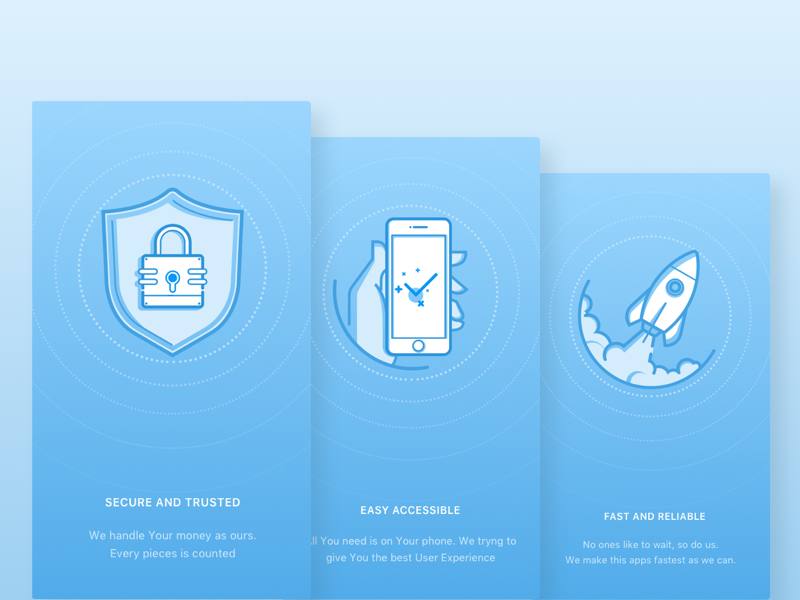 SECURE AND TRUSTED
We handle Your money as ours.
Every pieces is counted
EASY ACCESSIBLE
You need is on Your phone. We trying to
give You the best User Experience
FAST AND RELIABLE
No ones like to wait, so do us.
We make this apps fastest as we can.